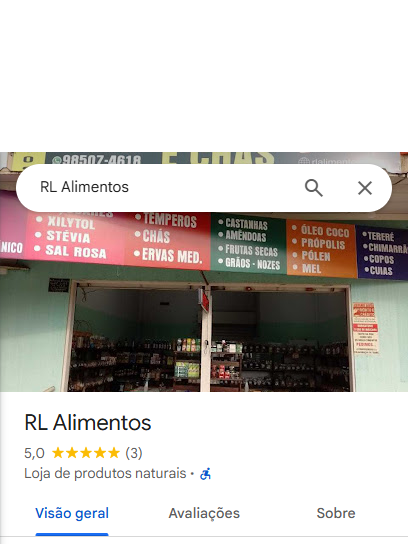 98507-4618
E CHÁS
RL Alimentos
XILYTOL
STÉVIA
SAL ROSA
TEMPEROS
CHÁS
ERVAS MED.
CASTANHAS
AMÊNDOAS
FRUTAS SECAS
GRÃOS · NOZES
ÓLEO COCO
PRÓPOLIS
PÓLEN
MEL
TERERÉ
COPOS
CUIAS
RL Alimentos
5,0 ★★★★★ (3)
Loja de produtos naturais ·
Visão geral
Avaliações
Sobre